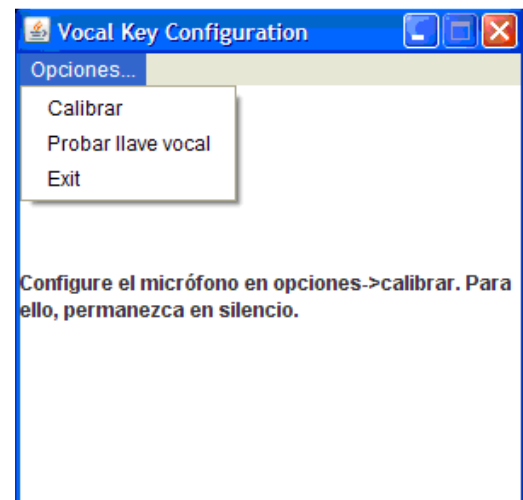 Vocal Key Configuration
Opciones...
Calibrar
Probar llave vocal
Exit
Configure el micrófono en opciones->calibrar. Para
ello, permanezca en silencio.